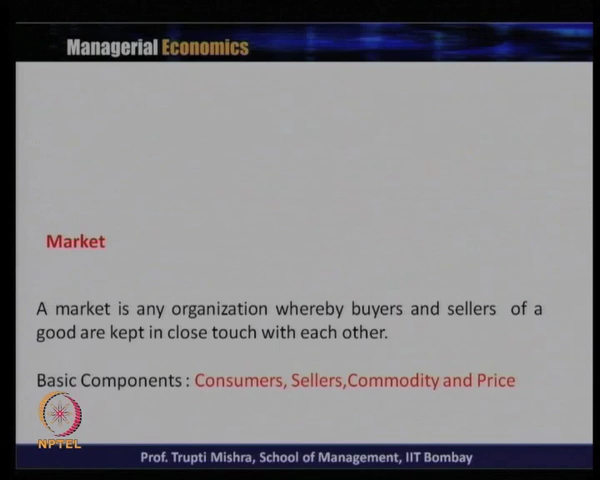 Managerial Economics
Market
A market is any organization whereby buyers and sellers of a
good are kept in close touch with each other.
Basic Components : Consumers, Sellers,Commodity and Price
NPTEL
Prof. Trupti Mishra, School of Management, IIT Bombay